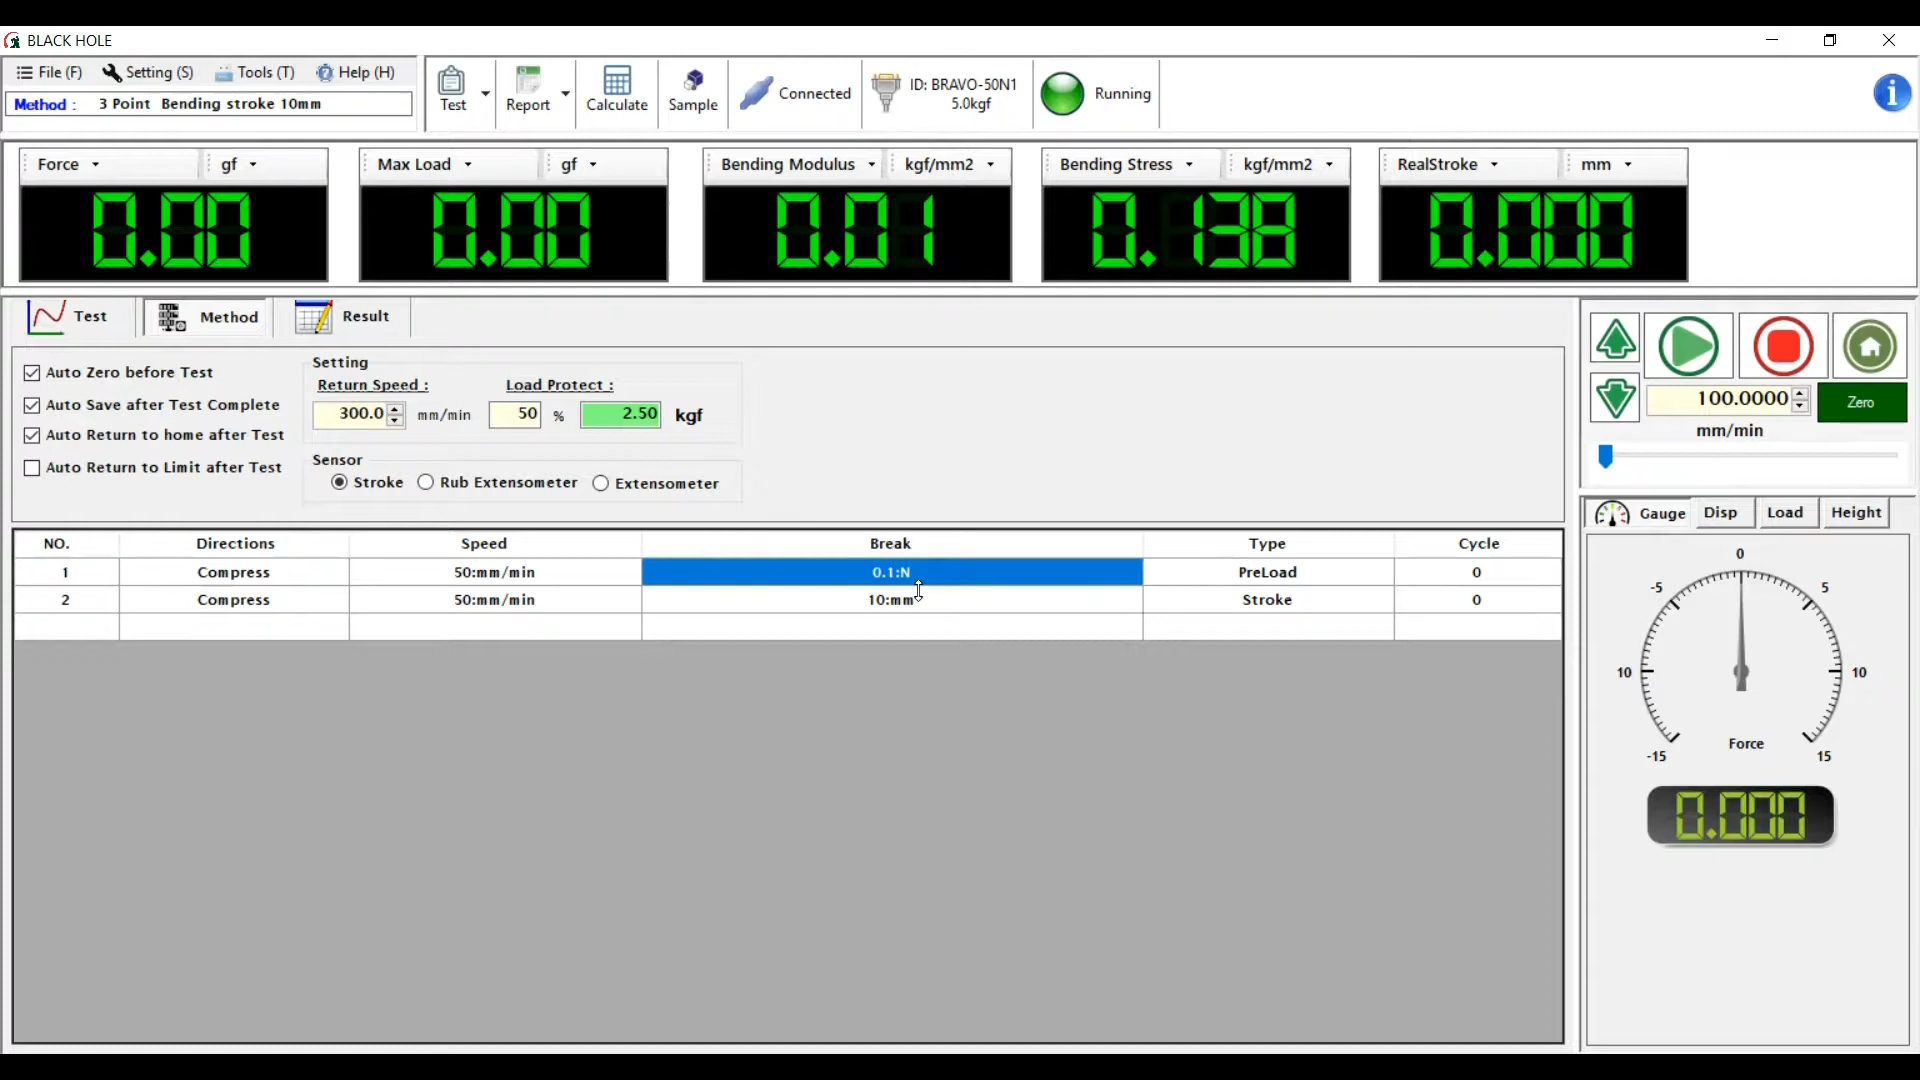 BLACK HOLE
File (F) Setting (S) Tools (T) Help (H)
Method : 3 Point Bending stroke 10mm
Test Report Calculate Sample Connected
ID: BRAVO-50N1
5.0kgf
Running
Force gf Max Load gf Bending Modulus kgf/mm2 Bending Stress kgf/mm2 RealStroke mm
0.00 0.00 0.01 0.138 0.000
Test Method Result
Auto Zero before Test
Auto Save after Test Complete
Auto Return to home after Test
Auto Return to Limit after Test
Setting
Return Speed : Load Protect :
300.0 mm/min 50 % 2.50 kgf
Sensor
Stroke Rub Extensometer Extensometer
100.0000 Zero
mm/min
NO. Directions Speed Break Type Cycle
1 Compress 50:mm/min 0.1:N PreLoad 0
2 Compress 50:mm/min 10:mm Stroke 0
Gauge Disp Load Height
0
-5 5
10 10
-15 15
Force
0.000